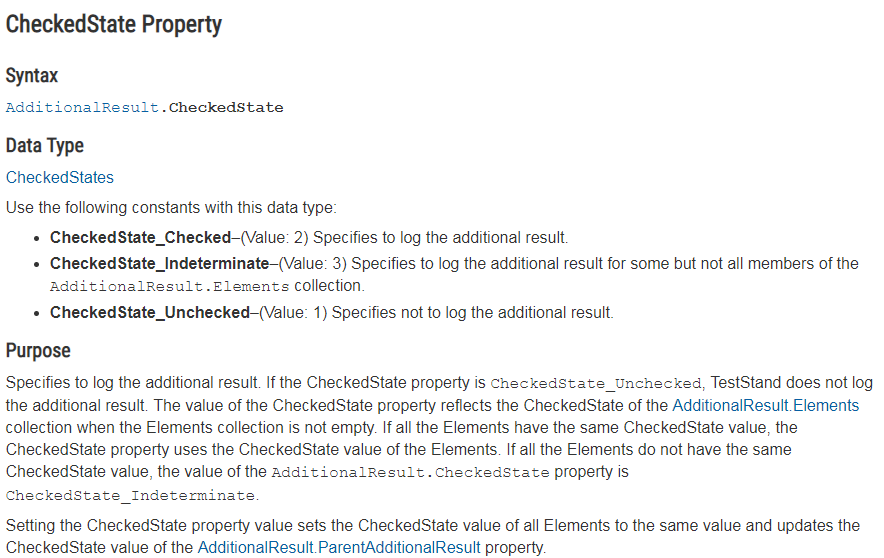 CheckedState Property
Syntax
AdditionalResult.CheckedState
Data Type
CheckedStates
Use the following constants with this data type:
• CheckedState_Checked–(Value: 2) Specifies to log the additional result.
• CheckedState_Indeterminate–(Value: 3) Specifies to log the additional result for some but not all members of the
AdditionalResult.Elements collection.
• CheckedState_Unchecked–(Value: 1) Specifies not to log the additional result.
Purpose
Specifies to log the additional result. If the CheckedState property is CheckedState_Unchecked, TestStand does not log
the additional result. The value of the CheckedState property reflects the CheckedState of the AdditionalResult.Elements
collection when the Elements collection is not empty. If all the Elements have the same CheckedState value, the
CheckedState property uses the CheckedState value of the Elements. If all the Elements do not have the same
CheckedState value, the value of the AdditionalResult.CheckedState property is
CheckedState_Indeterminate.
Setting the CheckedState property value sets the CheckedState value of all Elements to the same value and updates the
CheckedState value of the AdditionalResult.ParentAdditionalResult property.